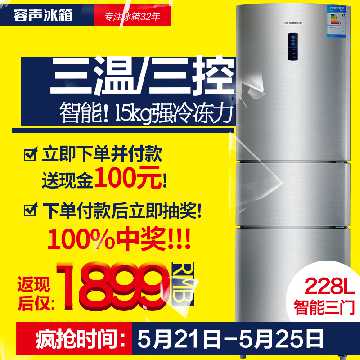 容声冰箱
专注冰箱32年
三温/三控
智能!15kg强冷冻力
立即下单并付款
送现金100元!
下单付款后立即抽奖!
100%中奖!!!
返现
后仅:
1899
RMB
228L
智能三门
疯抢时间:5月21日-5月25日